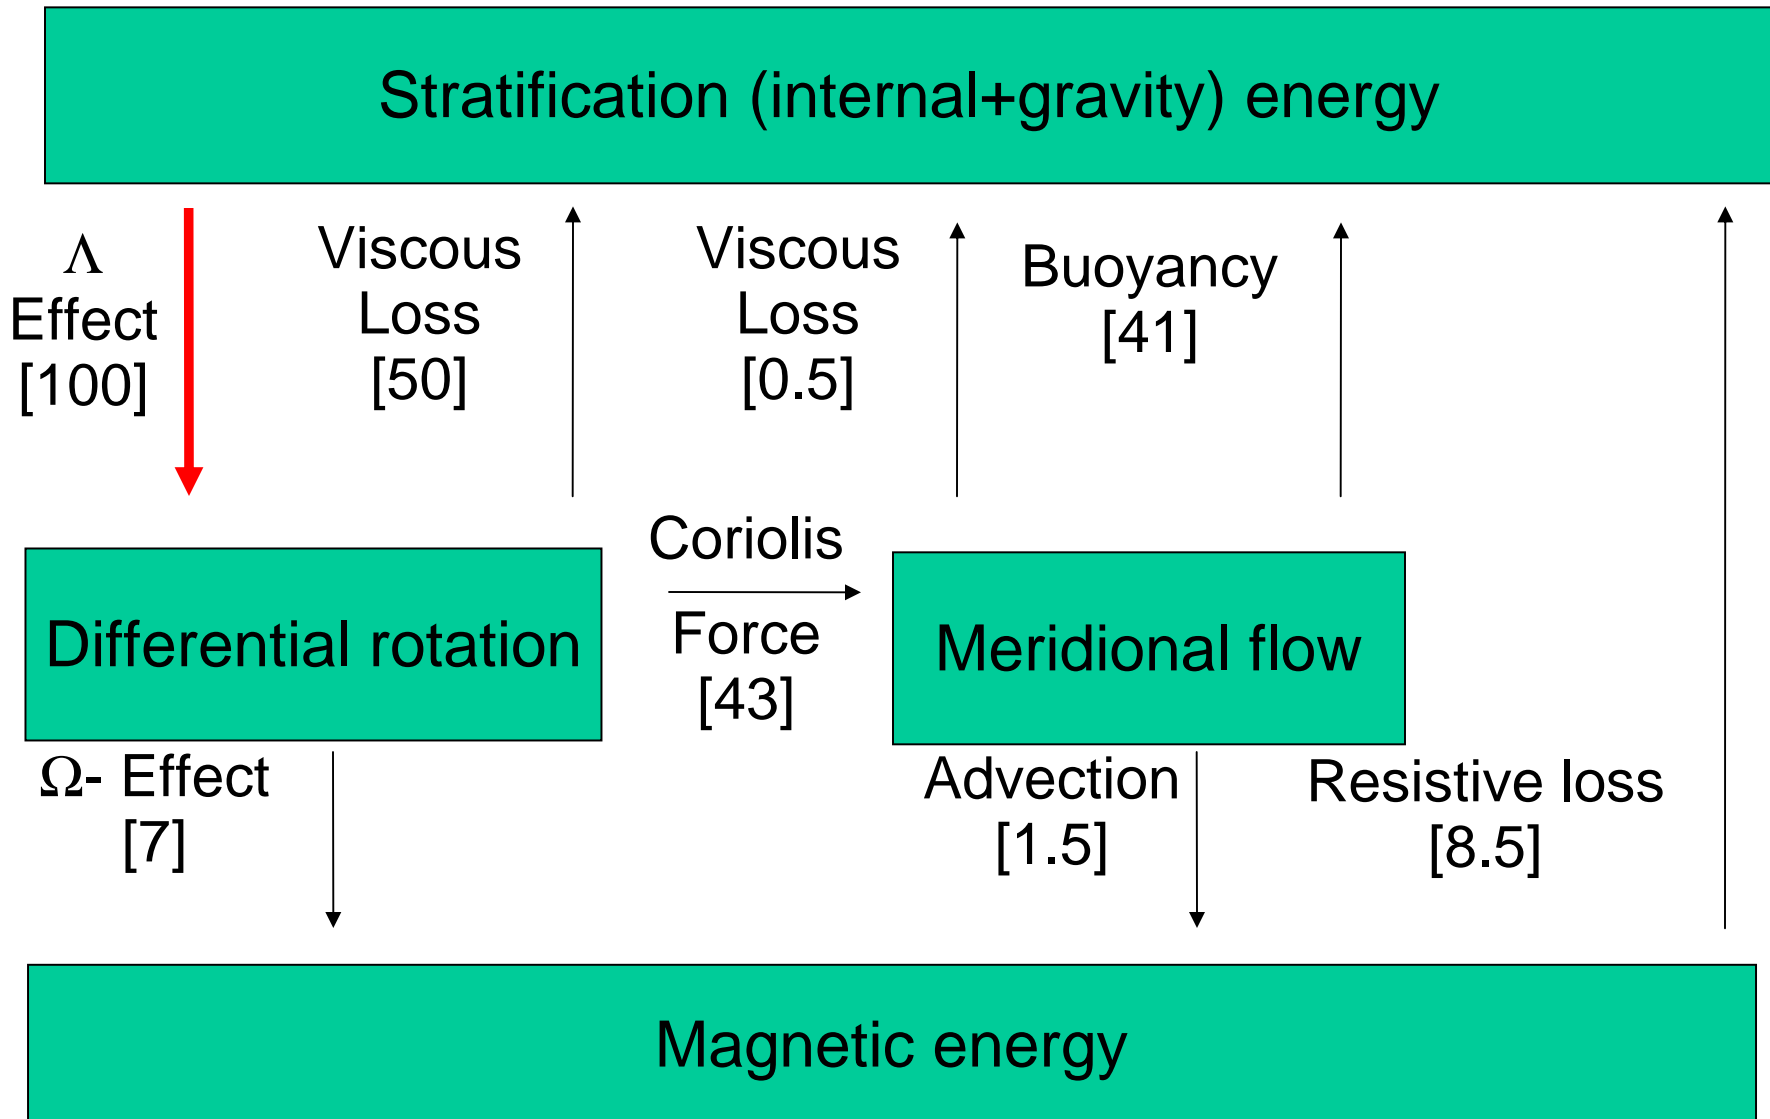 Stratification (internal+gravity) energy
Λ
Effect
[100]
Viscous
Loss
[50]
Viscous
Loss
[0.5]
Buoyancy
[41]
Coriolis
Force
[43]
Differential rotation
Meridional flow
Ω- Effect
[7]
Advection
[1.5]
Resistive loss
[8.5]
Magnetic energy